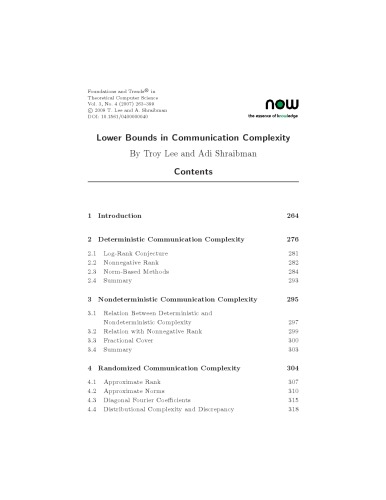 Foundations and Trends® in
Theoretical Computer Science
Vol. 3, No. 4 (2007) 263–399
© 2009 T. Lee and A. Shraibman
DOI: 10.1561/0400000040
now
the essence of knowledge
Lower Bounds in Communication Complexity
By Troy Lee and Adi Shraibman
Contents
1 Introduction 264
2 Deterministic Communication Complexity 276
2.1 Log-Rank Conjecture 281
2.2 Nonnegative Rank 282
2.3 Norm-Based Methods 284
2.4 Summary 293
3 Nondeterministic Communication Complexity 295
3.1 Relation Between Deterministic and
Nondeterministic Complexity 297
3.2 Relation with Nonnegative Rank 299
3.3 Fractional Cover 300
3.4 Summary 303
4 Randomized Communication Complexity 304
4.1 Approximate Rank 307
4.2 Approximate Norms 310
4.3 Diagonal Fourier Coefficients 315
4.4 Distributional Complexity and Discrepancy 318